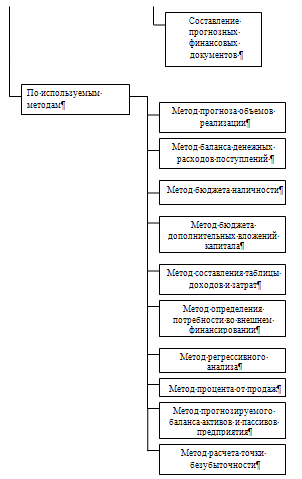 Составление
прогнозных
финансовых
документов¶
По используемым
методам¶
Метод прогноза объемов
реализации¶
Метод баланса денежных
расходов поступлений¶
Метод бюджета наличности¶
Метод бюджета
дополнительных вложений
капитала¶
Метод составления таблицы
доходов и затрат¶
Метод определения
потребности во внешнем
финансировании¶
Метод регрессивного
анализа¶
Метод процента от продаж¶
Метод прогнозируемого
баланса активов и пассивов
предприятия¶
Метод расчета точки
безубыточности¶